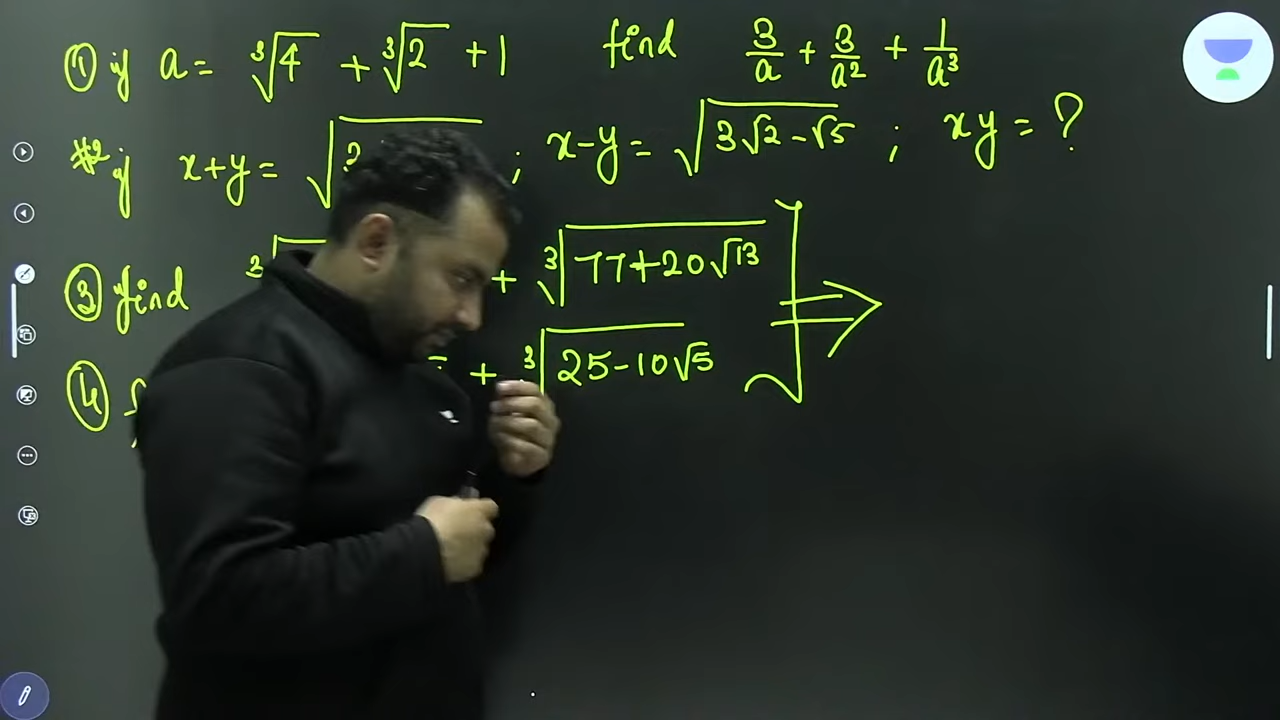 ① if a = ∛4 + ∛2 + 1 find 3/a + 3/a² + 1/a³
#2 if x+y = √3 ; x-y = √(3√2-√5) ; xy = ?
③ find ∛ + ∛(77+20√13)
④ + ∛(25-10√5)